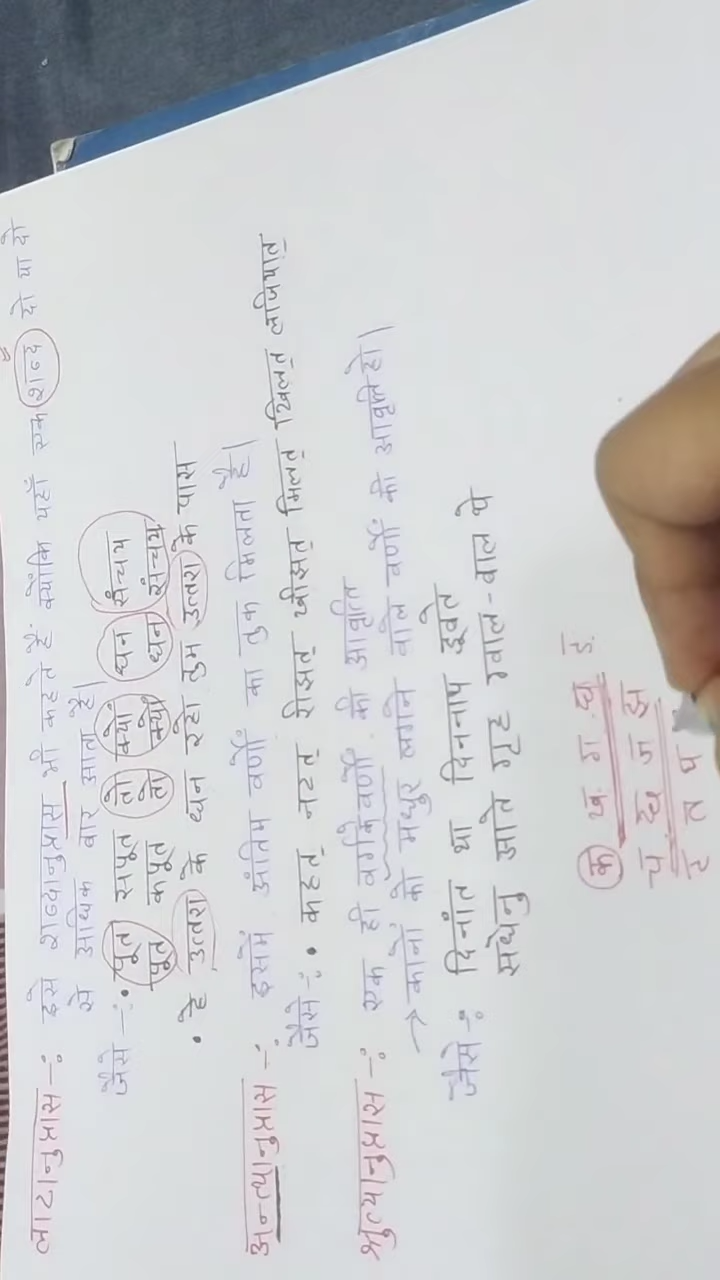 लाटानुप्रास -: इसे शब्दानुप्रास भी कहते हैं क्योंकि यहाँ एक शब्द दो या दो
से अधिक बार आता है।
जैसे -: • पूत सपूत तो क्यों धन संचय
पूत कपूत तो क्यों धन संचय
• है उत्तरा के धन रहो तुम उत्तरा के पास
अन्त्यानुप्रास -: इसमें अंतिम वर्णों का तुक मिलता है।
जैसे -: • कहत नटत रीझत खीझत मिलत खिलत लजियात
श्रुत्यानुप्रास -: एक ही वर्ग के वर्णों की आवृत्ति
→ कानों को मधुर लगने वाले वर्णों की आवृत्ति हो।
जैसे -: दिनांत था दिननाथ डूबते
सधेनु आते गृह ग्वाल-बाल थे
क ख ग घ ङ
च छ ज झ
ट त प